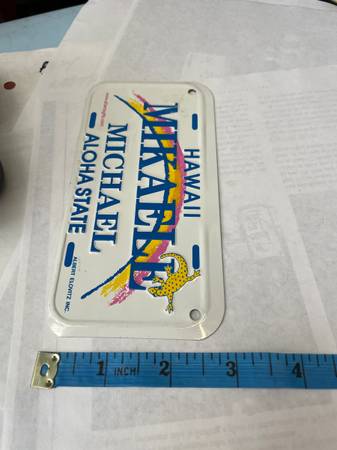 HAWAII
MIKAELE
MICHAEL
ALOHA STATE
ALBERT ELOVITZ INC.
1 INCH 2 3 4